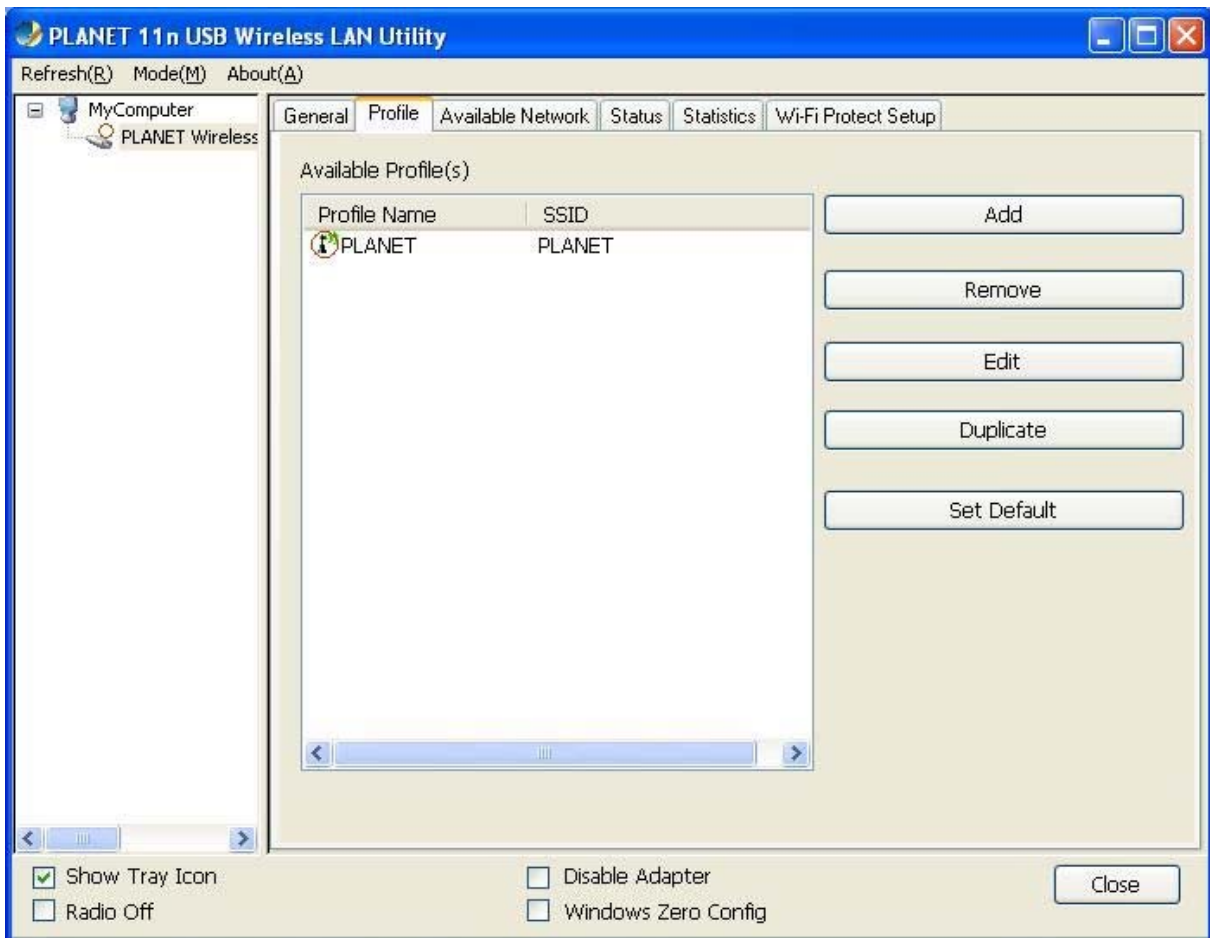 PLANET 11n USB Wireless LAN Utility
Refresh(R) Mode(M) About(A)
MyComputer
PLANET Wireless
General Profile Available Network Status Statistics Wi-Fi Protect Setup
Available Profile(s)
Profile Name SSID
PLANET PLANET
Add
Remove
Edit
Duplicate
Set Default
Show Tray Icon
Radio Off
Disable Adapter
Windows Zero Config
Close